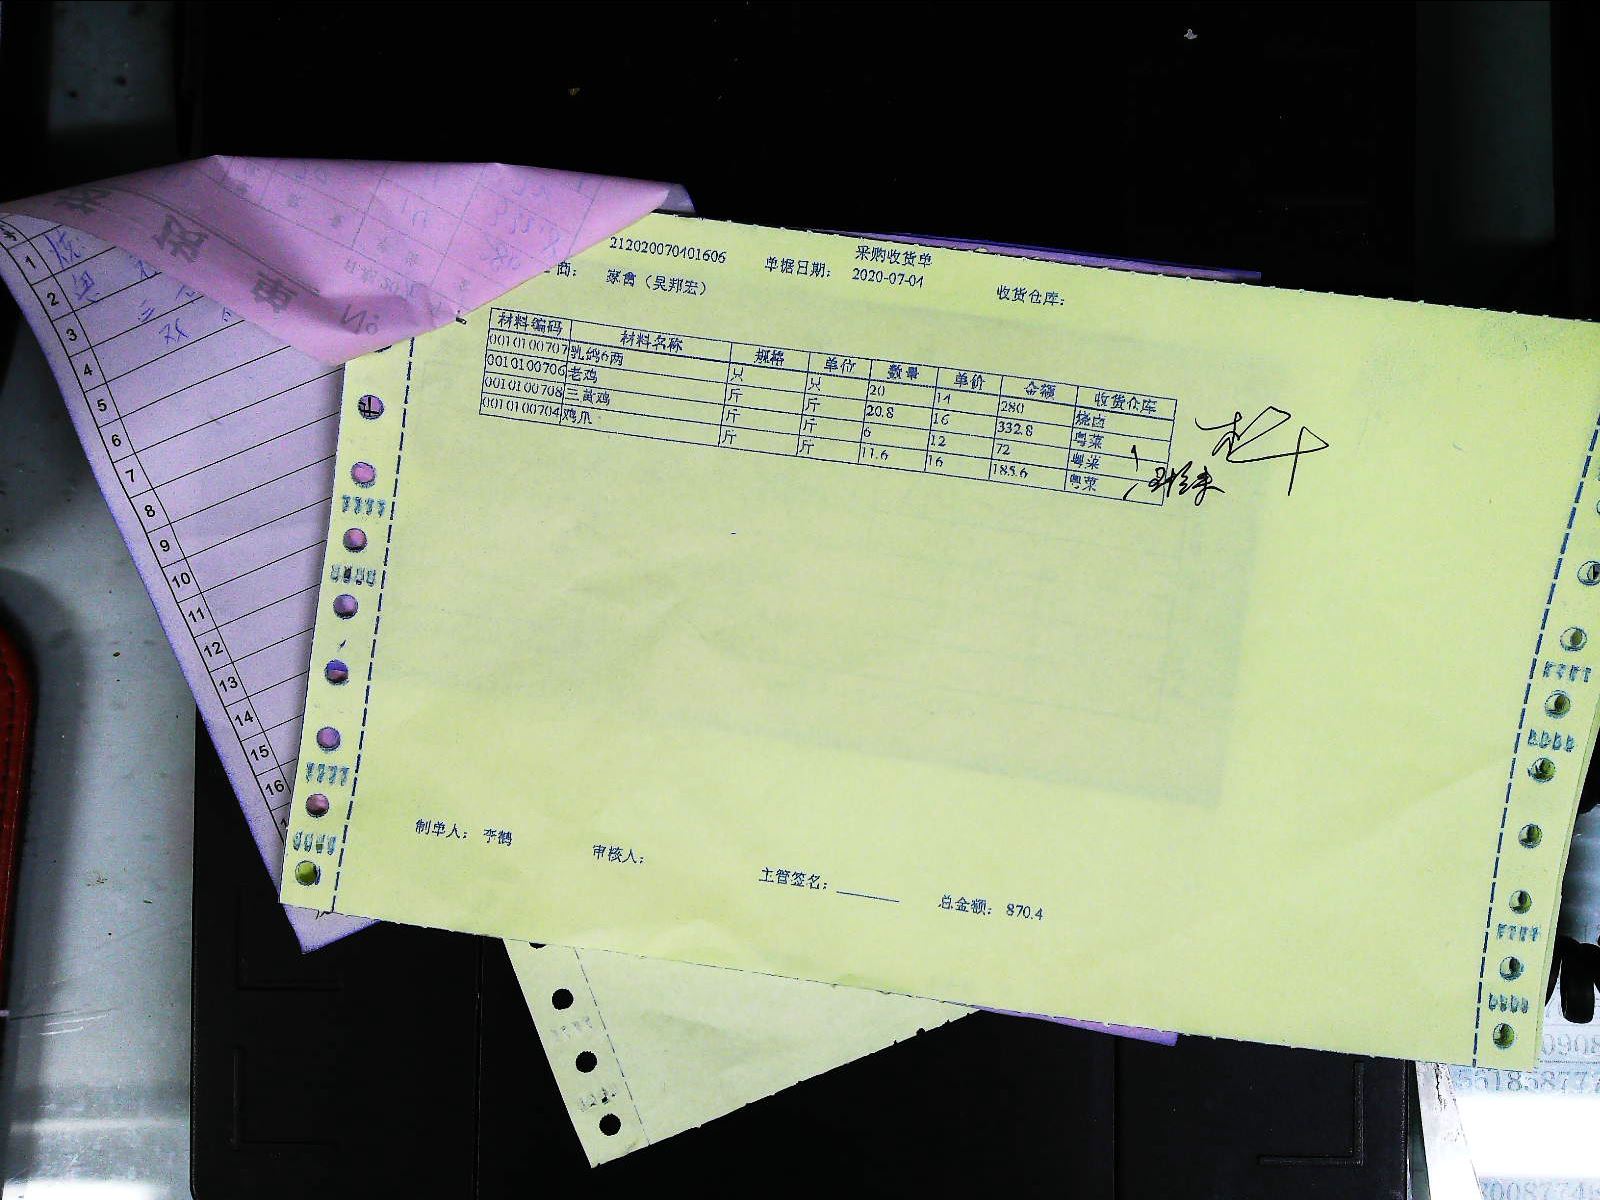 采购收货单
212020070401606 单据日期: 2020-07-04 收货仓库:
商: 家禽(吴邦宏)
材料编码 材料名称 规格 单位 数量 单价 金额 收货仓库
0010100707 乳鸽6两 只 只 20 14 280 烧卤
0010100706 老鸡 斤 斤 20.8 16 332.8 粤菜
0010100708 三黄鸡 斤 斤 6 12 72 粤菜
0010100704 鸡爪 斤 斤 11.6 16 185.6 粤菜
制单人: 李鹤 审核人: 主管签名: 总金额: 870.4
1
2
3
4
5
6
7
8
9
10
11
12
13
14
15
16